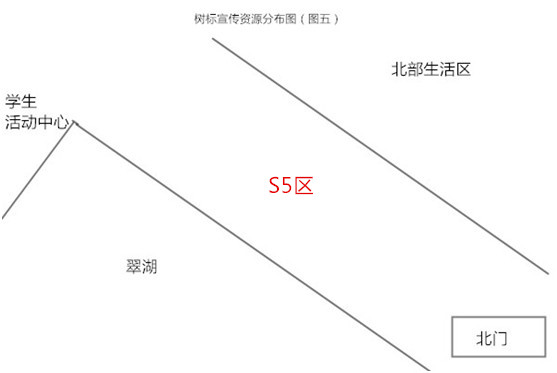 树标宣传资源分布图（图五）
北部生活区
学生
活动中心
S5区
翠湖
北门